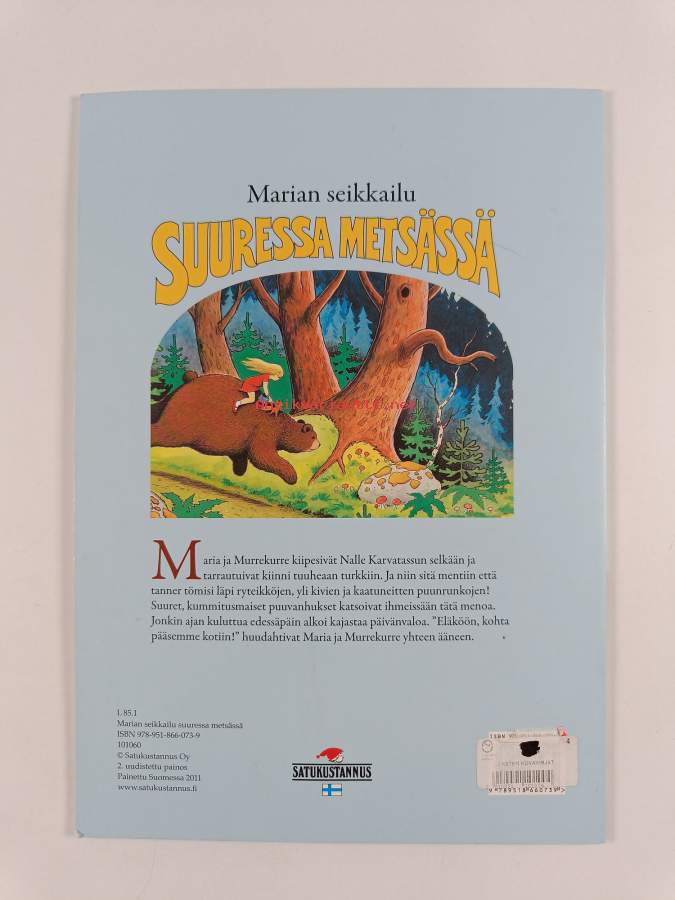 Marian seikkailu
SUURESSA METSÄSSÄ
Maria ja Murrekurre kiipesivät Nalle Karvatassun selkään ja
tarrautuivat kiinni tuuheaan turkkiin. Ja niin sitä mentiin että
tanner tömisi läpi ryteikköjen, yli kivien ja kaatuneitten puunrunkojen!
Suuret, kummitusmaiset puuvanhukset katsoivat ihmeissään tätä menoa.
Jonkin ajan kuluttua edessäpäin alkoi kajastaa päivänvaloa. ”Eläköön, kohta
pääsemme kotiin!” huudahtivat Maria ja Murrekurre yhteen ääneen.
L 85.1
Marian seikkailu suuressa metsässä
ISBN 978-951-866-073-9
101060
© Satukustannus Oy
2. uudistettu painos
Painettu Suomessa 2011
www.satukustannus.fi
SATUKUSTANNUS
ISBN
4
9789518660739>